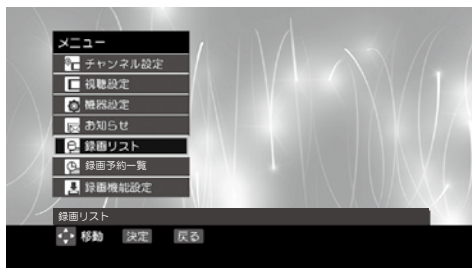 メニュー
チャンネル設定
視聴設定
機器設定
お知らせ
録画リスト
録画予約一覧
録画機能設定
録画リスト
移動 決定 戻る